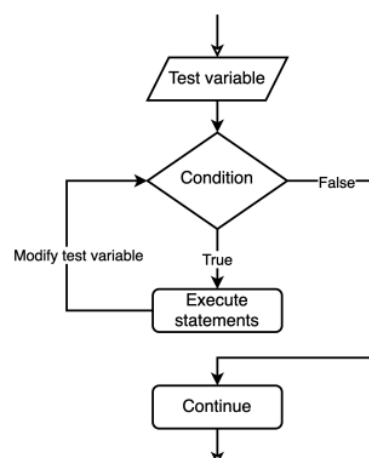 Test variable
Condition
False
Modify test variable
True
Execute
statements
Continue